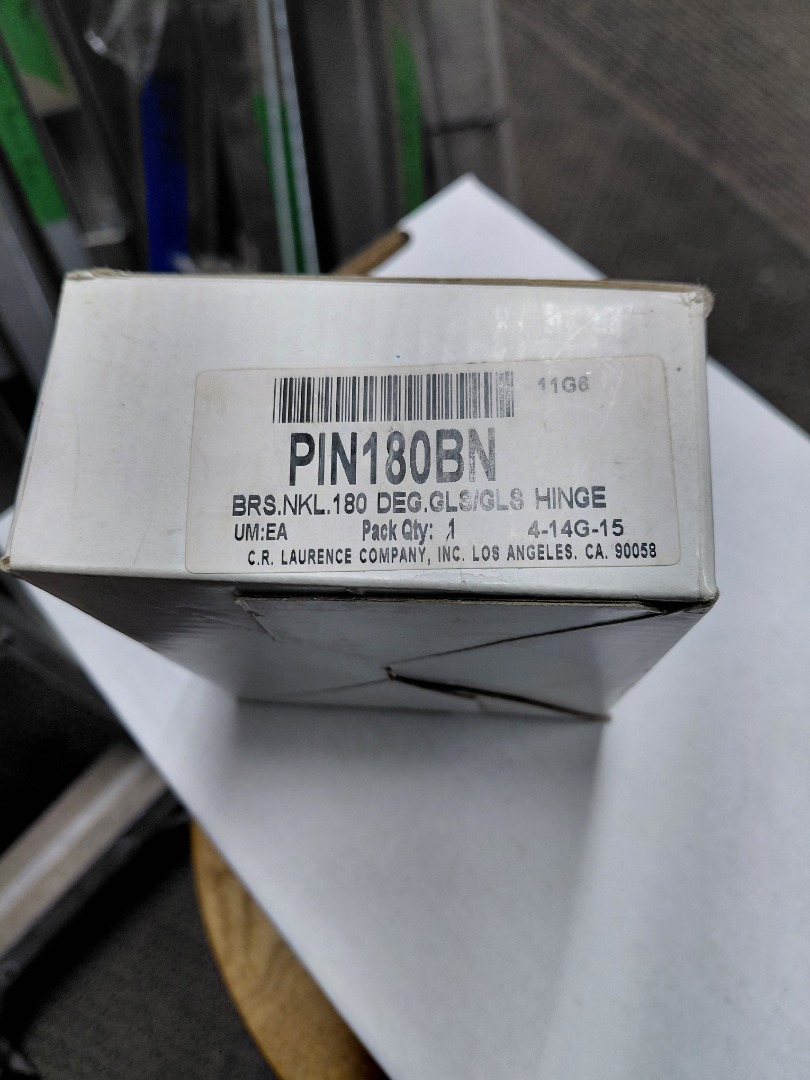 11G6
PIN180BN
BRS.NKL.180 DEG.GLS/GLS HINGE
UM:EA Pack Qty: 1 4-14G-15
C.R. LAURENCE COMPANY, INC. LOS ANGELES. CA. 90058